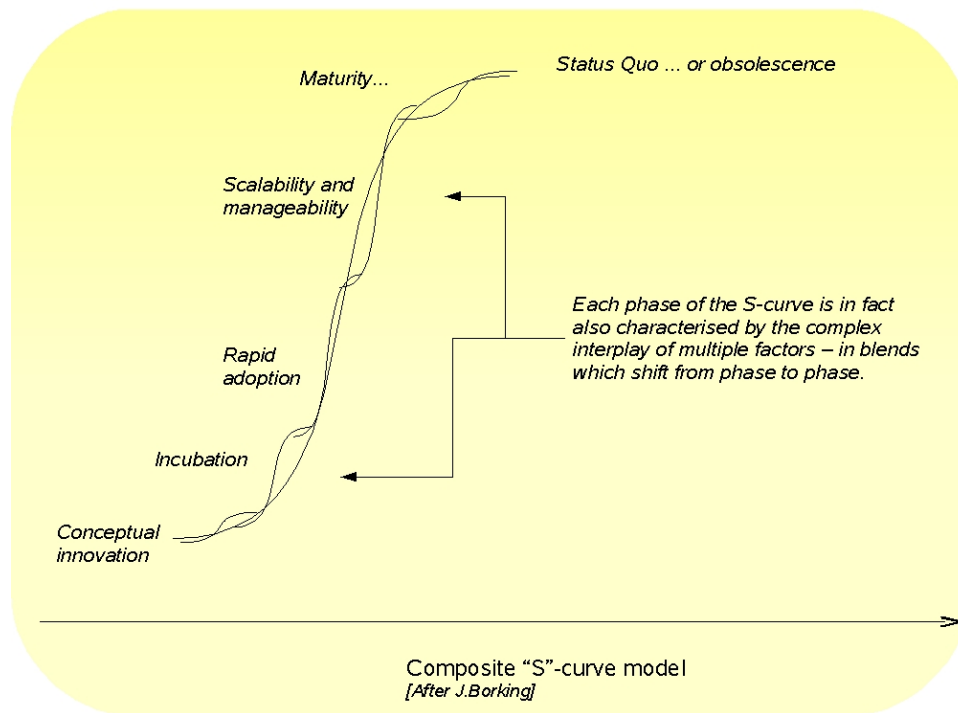 Maturity...
Status Quo ... or obsolescence
Scalability and
manageability
Each phase of the S-curve is in fact
also characterised by the complex
interplay of multiple factors – in blends
which shift from phase to phase.
Rapid
adoption
Incubation
Conceptual
innovation
Composite “S”-curve model
[After J.Borking]